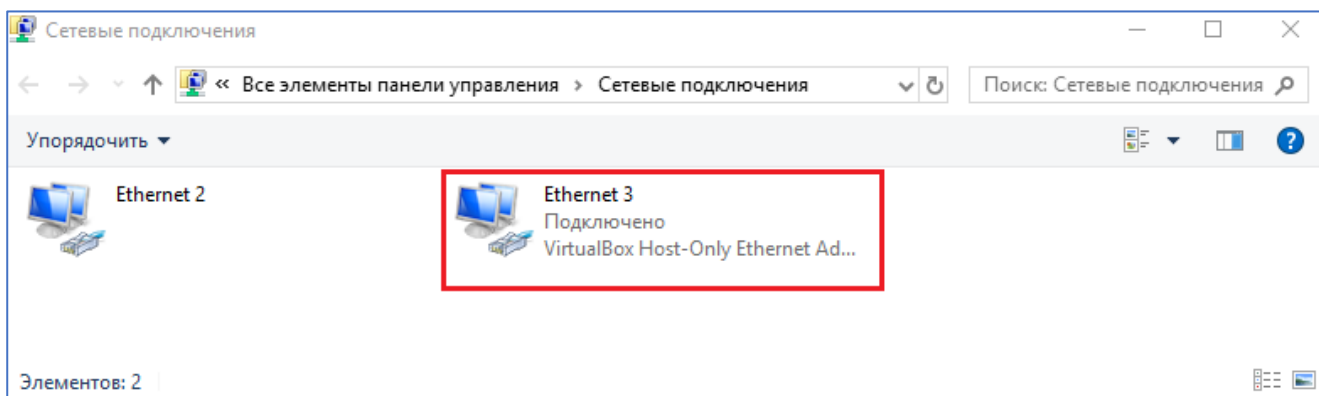 Сетевые подключения
« Все элементы панели управления › Сетевые подключения
Поиск: Сетевые подключения
Упорядочить
?
Ethernet 2
Ethernet 3
Подключено
VirtualBox Host-Only Ethernet Ad...
Элементов: 2